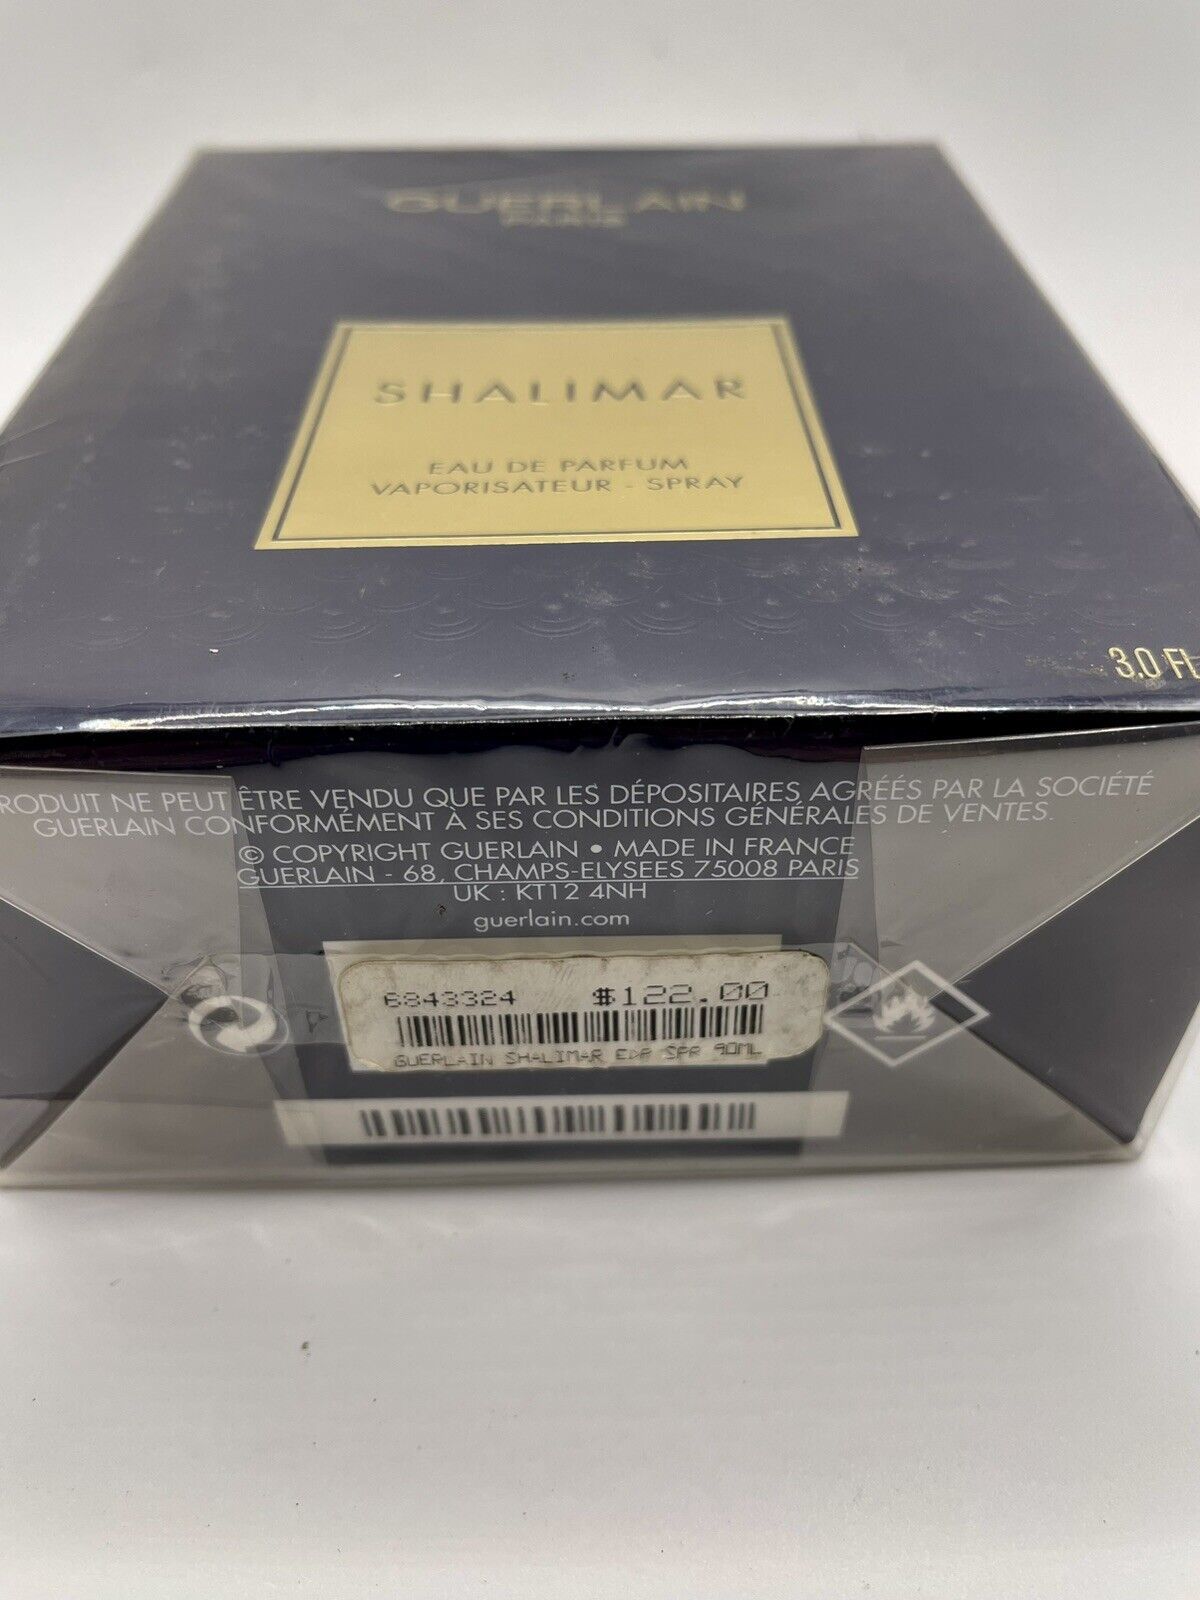 GUERLAIN
PARIS
SHALIMAR
EAU DE PARFUM
VAPORISATEUR - SPRAY
3.0 FL
RODUIT NE PEUT ÊTRE VENDU QUE PAR LES DÉPOSITAIRES AGRÉÉS PAR LA SOCIÉTÉ
GUERLAIN CONFORMÉMENT À SES CONDITIONS GÉNÉRALES DE VENTES.
© COPYRIGHT GUERLAIN • MADE IN FRANCE
GUERLAIN - 68, CHAMPS-ELYSEES 75008 PARIS
UK : KT12 4NH
guerlain.com
6843324 $122.00
GUERLAIN SHALIMAR EDP SPR 90ML